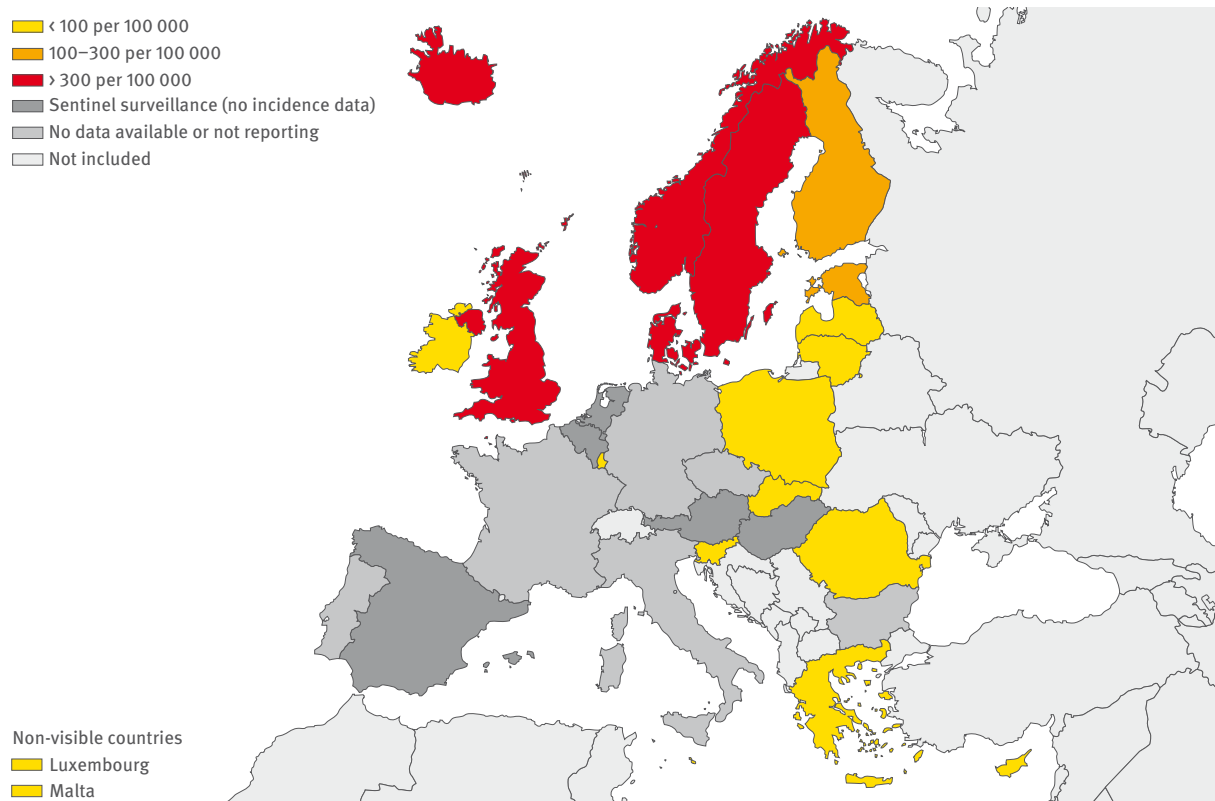 < 100 per 100 000
100–300 per 100 000
> 300 per 100 000
Sentinel surveillance (no incidence data)
No data available or not reporting
Not included
Non-visible countries
Luxembourg
Malta